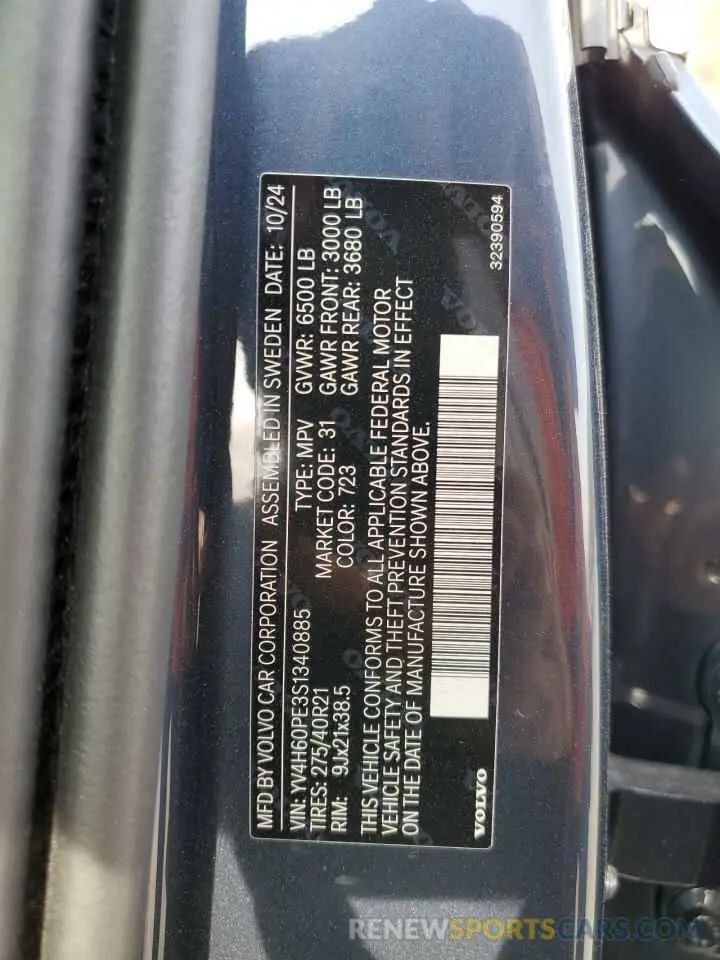 MFD BY VOLVO CAR CORPORATION ASSEMBLED IN SWEDEN DATE: 10/24
VIN: YV4H60PE3S1340885 TYPE: MPV GVWR: 6500 LB
TIRES: 275/40R21 MARKET CODE: 31 GAWR FRONT: 3000 LB
RIM: 9Jx21x38.5 COLOR: 723 GAWR REAR: 3680 LB
THIS VEHICLE CONFORMS TO ALL APPLICABLE FEDERAL MOTOR
VEHICLE SAFETY AND THEFT PREVENTION STANDARDS IN EFFECT
ON THE DATE OF MANUFACTURE SHOWN ABOVE.
VOLVO 32390594
RENEWSPORTSCARS.COM